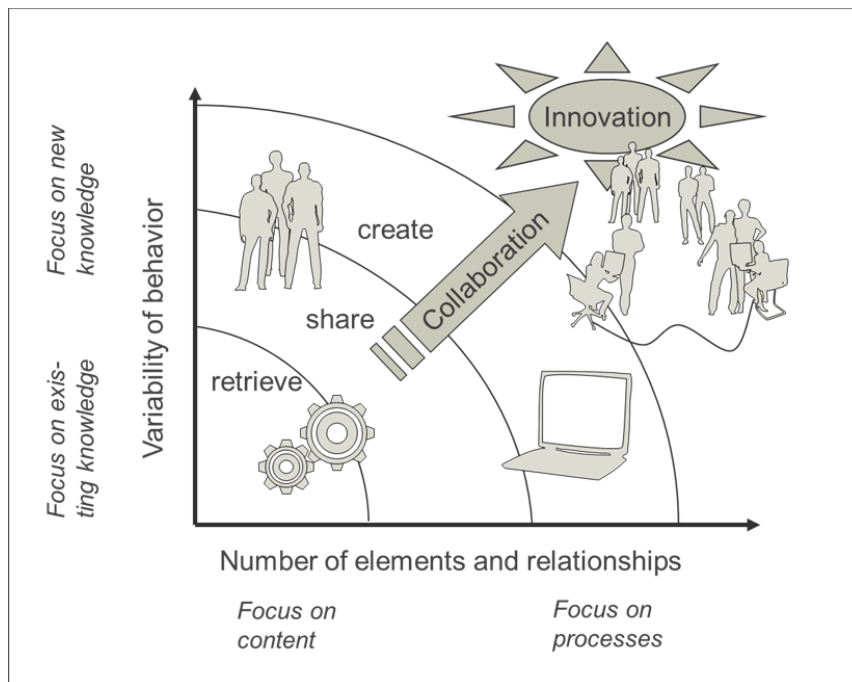 Innovation
Focus on new
knowledge
create
Collaboration
share
Variability of behavior
retrieve
Focus on exis-
ting knowledge
Number of elements and relationships
Focus on
content
Focus on
processes